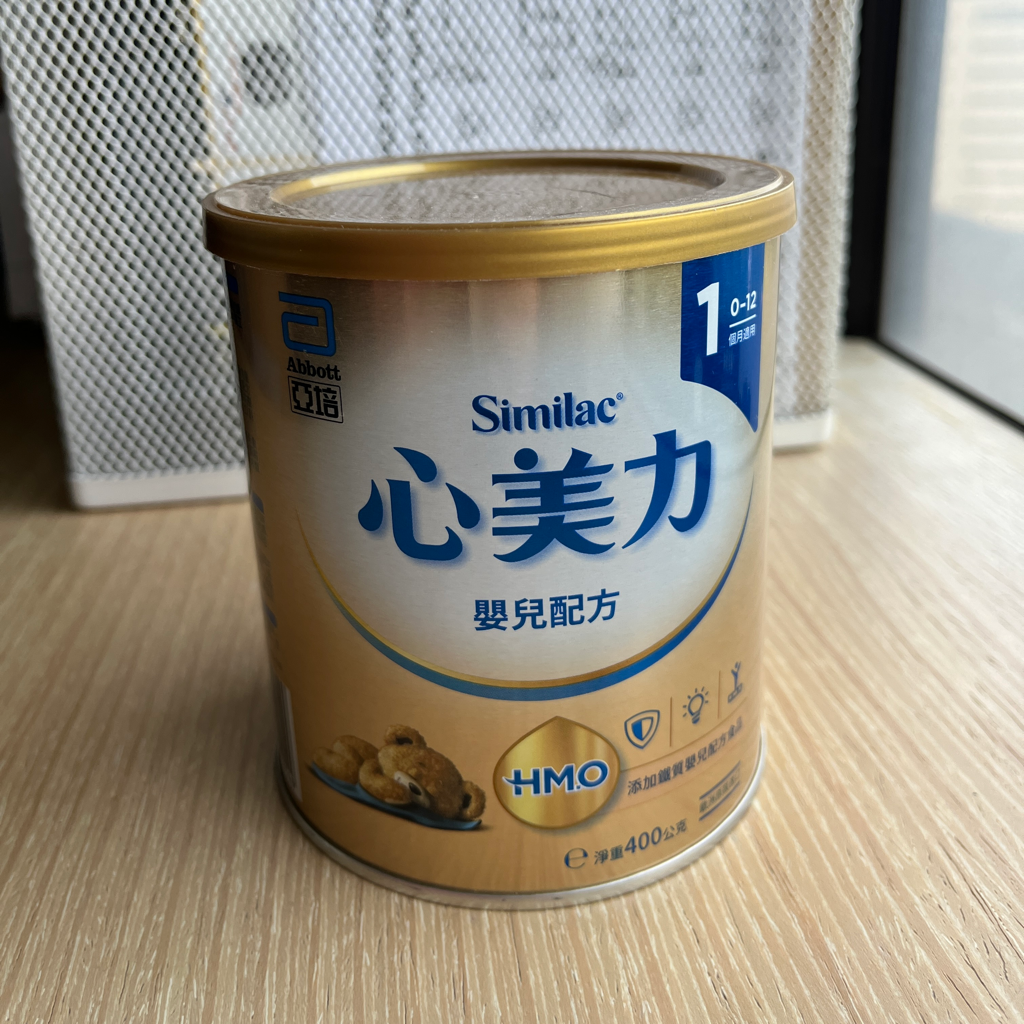 Abbott
亞培
1
0-12
個月適用
Similac®
心美力
嬰兒配方
HMO
添加鐵質嬰兒配方食品
℮ 淨重400公克